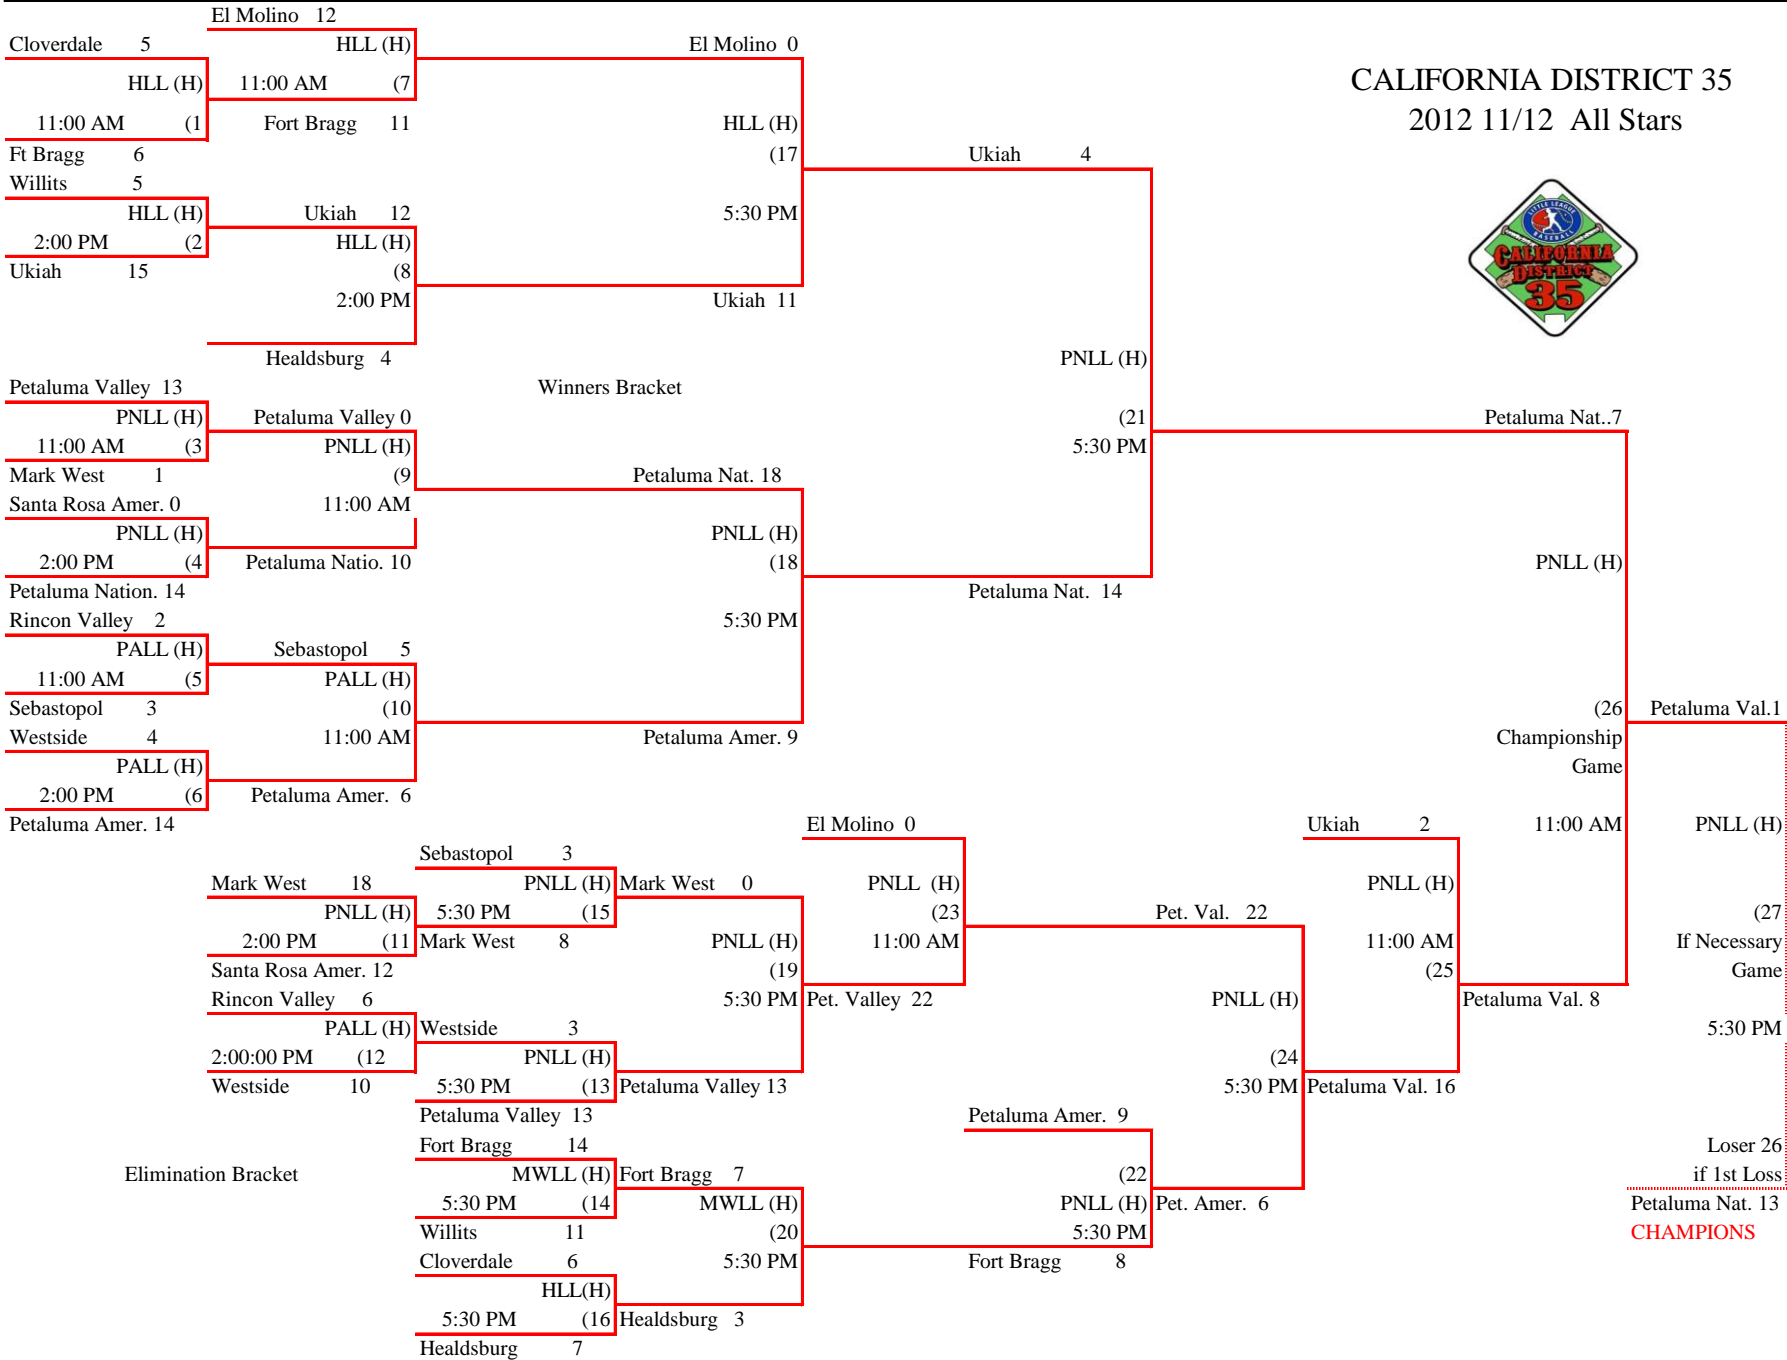 El Molino 12
Cloverdale 5
HLL (H)
El Molino 0
HLL (H)
11:00 AM (7
CALIFORNIA DISTRICT 35
11:00 AM (1
Fort Bragg 11
HLL (H)
2012 11/12 All Stars
Ft Bragg 6
(17
Ukiah 4
Willits 5
HLL (H)
Ukiah 12
5:30 PM
2:00 PM (2
HLL (H)
Ukiah 15
(8
2:00 PM
Ukiah 11
LITTLE LEAGUE
BASEBALL
CALIFORNIA
DISTRICT
35
Healdsburg 4
PNLL (H)
Petaluma Valley 13
Winners Bracket
PNLL (H)
Petaluma Valley 0
(21
Petaluma Nat..7
11:00 AM (3
PNLL (H)
5:30 PM
Mark West 1
(9
Petaluma Nat. 18
Santa Rosa Amer. 0
11:00 AM
PNLL (H)
PNLL (H)
2:00 PM (4
Petaluma Natio. 10
(18
PNLL (H)
Petaluma Nation. 14
Petaluma Nat. 14
Rincon Valley 2
5:30 PM
PALL (H)
Sebastopol 5
11:00 AM (5
PALL (H)
Sebastopol 3
(10
(26
Petaluma Val.1
Westside 4
11:00 AM
Petaluma Amer. 9
Championship
PALL (H)
Game
2:00 PM (6
Petaluma Amer. 6
Petaluma Amer. 14
El Molino 0
Ukiah 2
11:00 AM
PNLL (H)
Sebastopol 3
Mark West 18
PNLL (H)
Mark West 0
PNLL (H)
PNLL (H)
PNLL (H)
5:30 PM (15
(23
Pet. Val. 22
(27
2:00 PM (11
Mark West 8
PNLL (H)
11:00 AM
11:00 AM
If Necessary
Santa Rosa Amer. 12
(19
(25
Game
Rincon Valley 6
5:30 PM
Pet. Valley 22
PNLL (H)
Petaluma Val. 8
PALL (H)
Westside 3
5:30 PM
2:00:00 PM (12
PNLL (H)
(24
Westside 10
5:30 PM (13
Petaluma Valley 13
5:30 PM
Petaluma Val. 16
Petaluma Valley 13
Petaluma Amer. 9
Fort Bragg 14
Loser 26
Elimination Bracket
MWLL (H)
Fort Bragg 7
(22
if 1st Loss
5:30 PM (14
MWLL (H)
PNLL (H)
Pet. Amer. 6
Petaluma Nat. 13
Willits 11
(20
5:30 PM
CHAMPIONS
Cloverdale 6
5:30 PM
Fort Bragg 8
HLL(H)
5:30 PM (16
Healdsburg 3
Healdsburg 7